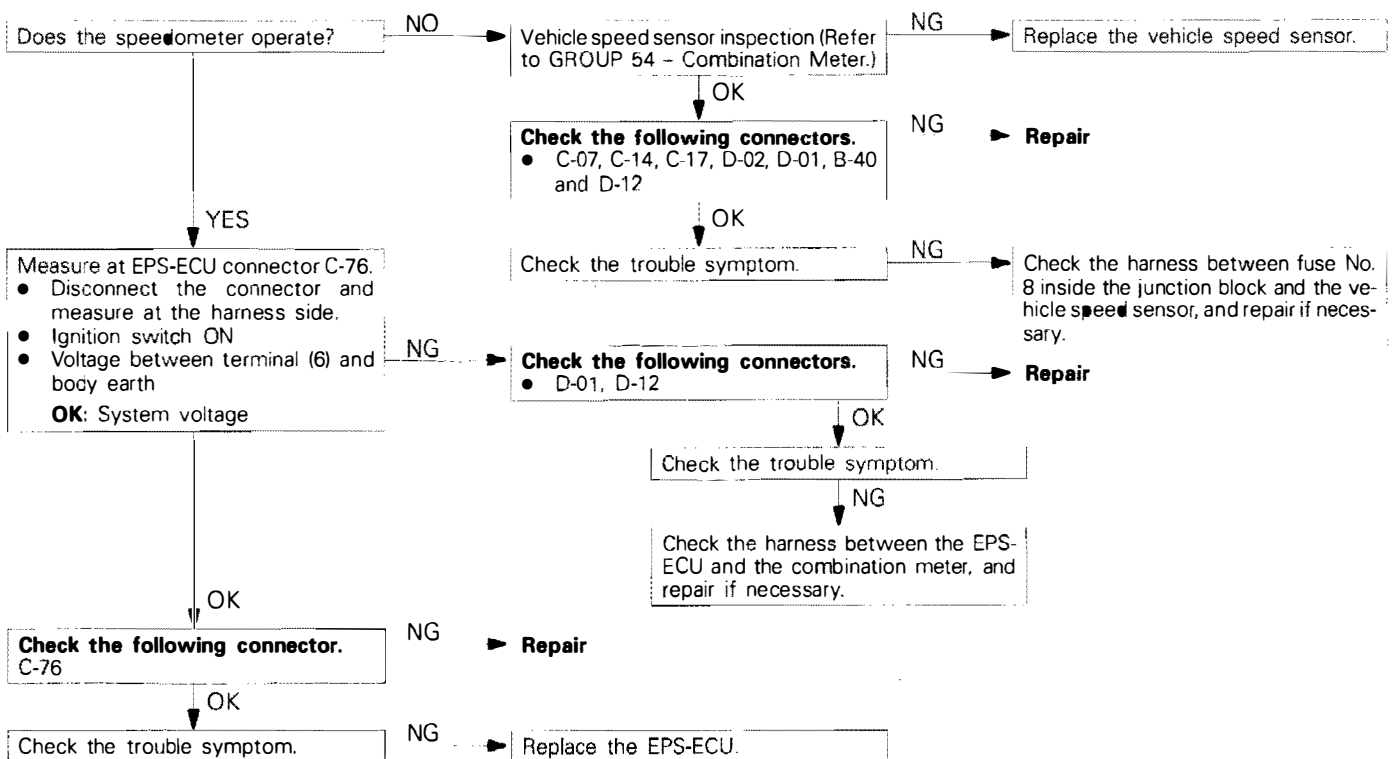 Does the speedometer operate?
NO
Vehicle speed sensor inspection (Refer
to GROUP 54 – Combination Meter.)
NG
Replace the vehicle speed sensor.
OK
Check the following connectors.
● C-07, C-14, C-17, D-02, D-01, B-40
and D-12
NG
Repair
OK
Check the trouble symptom.
NG
Check the harness between fuse No.
8 inside the junction block and the ve-
hicle speed sensor, and repair if neces-
sary.
YES
Measure at EPS-ECU connector C-76.
● Disconnect the connector and
measure at the harness side.
● Ignition switch ON
● Voltage between terminal (6) and
body earth
OK: System voltage
NG
Check the following connectors.
● D-01, D-12
NG
Repair
OK
Check the trouble symptom.
NG
Check the harness between the EPS-
ECU and the combination meter, and
repair if necessary.
OK
Check the following connector.
C-76
NG
Repair
OK
Check the trouble symptom.
NG
Replace the EPS-ECU.